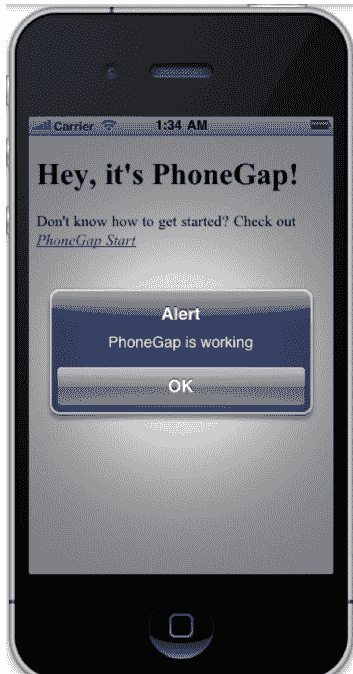 Carrier 1:34 AM
Hey, it's PhoneGap!
Don't know how to get started? Check out
PhoneGap Start
Alert
PhoneGap is working
OK